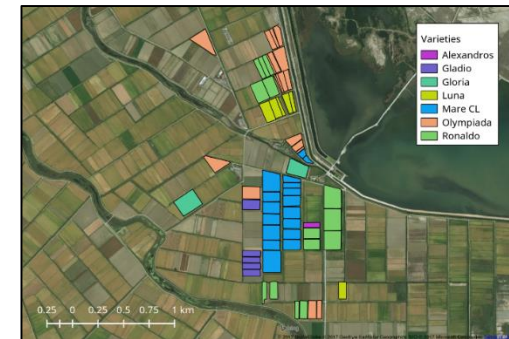 Varieties
Alexandros
Gladio
Gloria
Luna
Mare CL
Olympiada
Ronaldo
0.25 0 0.25 0.5 0.75 1 km